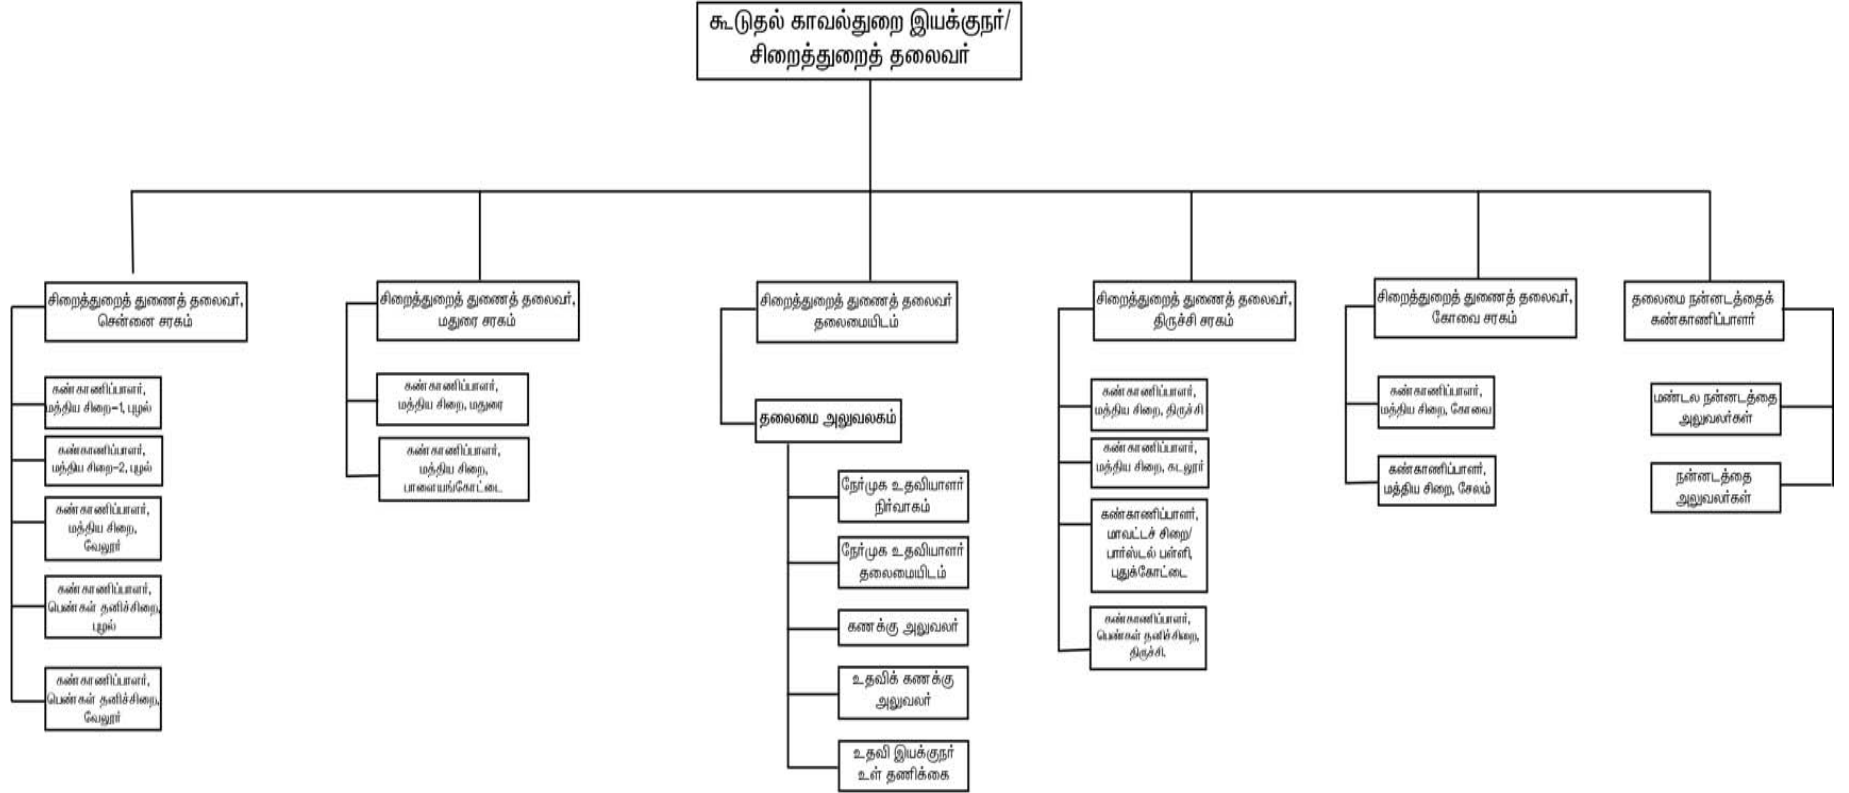 கூடுதல் காவல்துறை இயக்குநர்/
சிறைத்துறைத் தலைவர்
சிறைத்துறைத் துணைத் தலைவர்,
சென்னை சரகம்
கண்காணிப்பாளர்,
மத்திய சிறை-1, புழல்
கண்காணிப்பாளர்,
மத்திய சிறை-2, புழல்
கண்காணிப்பாளர்,
மத்திய சிறை,
வேலூர்
கண்காணிப்பாளர்,
பெண்கள் தனிச்சிறை,
புழல்
கண்காணிப்பாளர்,
பெண்கள் தனிச்சிறை,
வேலூர்
சிறைத்துறைத் துணைத் தலைவர்,
மதுரை சரகம்
கண்காணிப்பாளர்,
மத்திய சிறை, மதுரை
கண்காணிப்பாளர்,
மத்திய சிறை,
பாளையங்கோட்டை
சிறைத்துறைத் துணைத் தலைவர்
தலைமையிடம்
தலைமை அலுவலகம்
நேர்முக உதவியாளர்
நிர்வாகம்
நேர்முக உதவியாளர்
தலைமையிடம்
கணக்கு அலுவலர்
உதவிக் கணக்கு
அலுவலர்
உதவி இயக்குநர்
உள் தணிக்கை
சிறைத்துறைத் துணைத் தலைவர்,
திருச்சி சரகம்
கண்காணிப்பாளர்,
மத்திய சிறை, திருச்சி
கண்காணிப்பாளர்,
மத்திய சிறை, கடலூர்
கண்காணிப்பாளர்,
மாவட்டச் சிறை/
பார்ஸ்டல் பள்ளி,
புதுக்கோட்டை
கண்காணிப்பாளர்,
பெண்கள் தனிச்சிறை,
திருச்சி.
சிறைத்துறைத் துணைத் தலைவர்,
கோவை சரகம்
கண்காணிப்பாளர்,
மத்திய சிறை, கோவை
கண்காணிப்பாளர்,
மத்திய சிறை, சேலம்
தலைமை நன்னடத்தைக்
கண்காணிப்பாளர்
மண்டல நன்னடத்தை
அலுவலர்கள்
நன்னடத்தை
அலுவலர்கள்